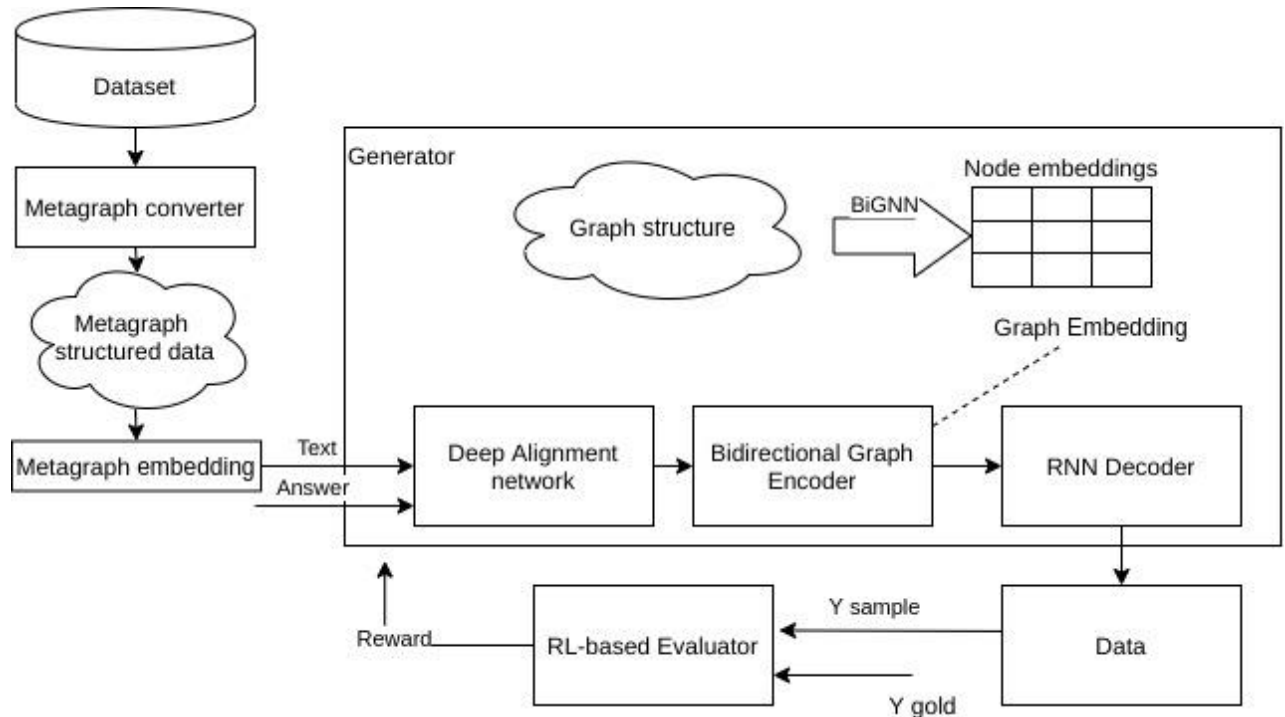 Dataset
Metagraph converter
Metagraph
structured data
Metagraph embedding
Text
Answer
Generator
Graph structure
BiGNN
Node embeddings
Graph Embedding
Deep Alignment
network
Bidirectional Graph
Encoder
RNN Decoder
Reward
RL-based Evaluator
Y sample
Y gold
Data